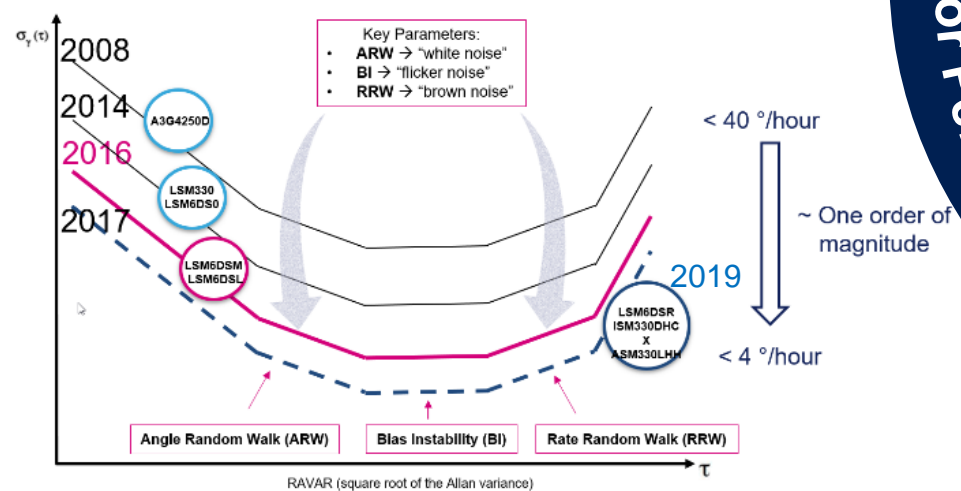 σᵧ(τ)
2008
2014
2016
2017
A3G4250D
LSM330
LSM6DS0
LSM6DSM
LSM6DSL
Key Parameters:
• ARW → “white noise”
• BI → “flicker noise”
• RRW → “brown noise”
< 40 °/hour
~ One order of
magnitude
< 4 °/hour
2019
LSM6DSR
ISM330DHC
X
ASM330LHH
Angle Random Walk (ARW)
Bias Instability (BI)
Rate Random Walk (RRW)
τ
RAVAR (square root of the Allan variance)
or